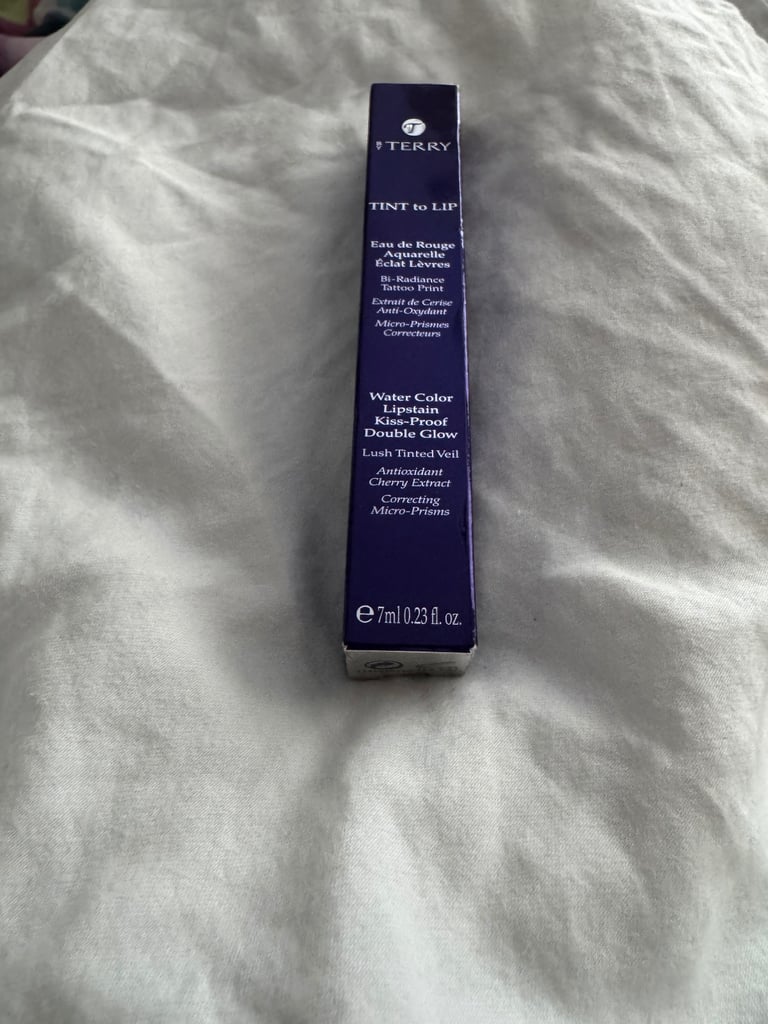 BY TERRY
TINT to LIP
Eau de Rouge
Aquarelle
Éclat Lèvres
Bi-Radiance
Tattoo Print
Extrait de Cerise
Anti-Oxydant
Micro-Prismes
Correcteurs
Water Color
Lipstain
Kiss-Proof
Double Glow
Lush Tinted Veil
Antioxidant
Cherry Extract
Correcting
Micro-Prisms
e 7ml 0.23 fl. oz.